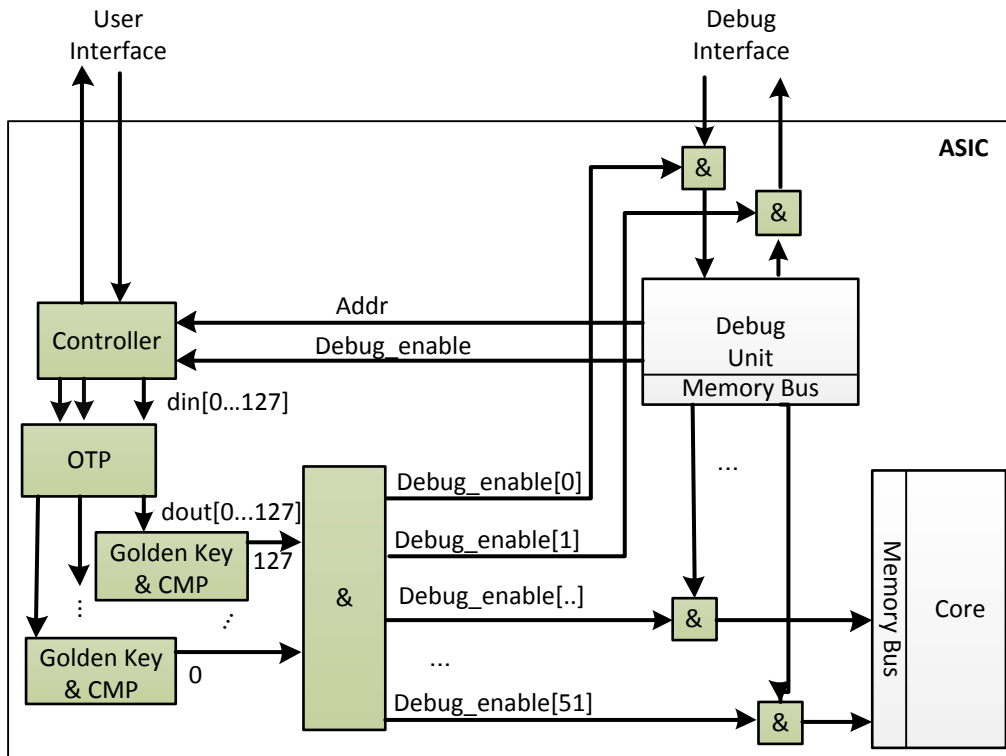 User
Interface
Debug
Interface
ASIC
&
&
Addr
Debug_enable
Controller
Debug
Unit
Memory Bus
din[0...127]
OTP
...
Debug_enable[0]
dout[0...127]
Golden Key
& CMP
127
Debug_enable[1]
&
Debug_enable[..]
&
...
...
Golden Key
& CMP
0
...
Debug_enable[51]
&
Memory Bus
Core